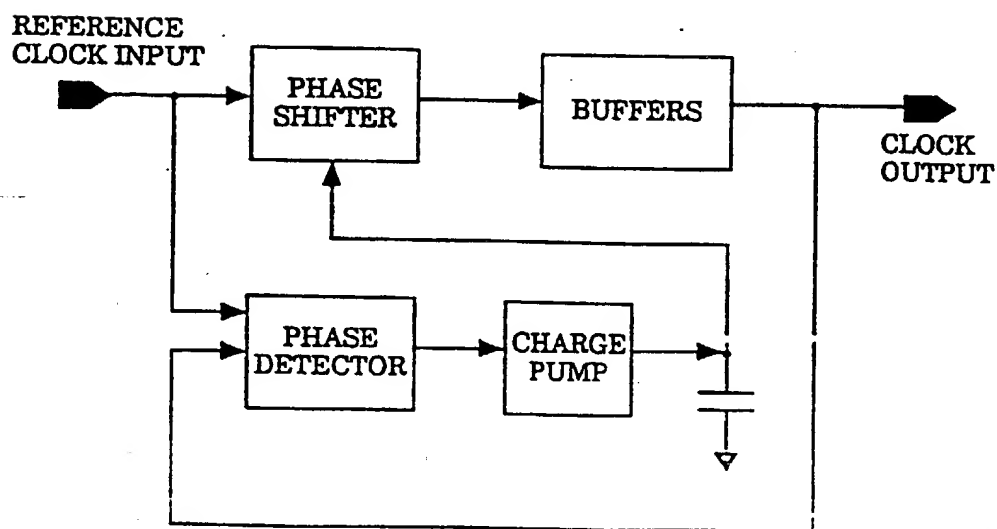 REFERENCE
CLOCK INPUT
PHASE
SHIFTER
BUFFERS
CLOCK
OUTPUT
PHASE
DETECTOR
CHARGE
PUMP